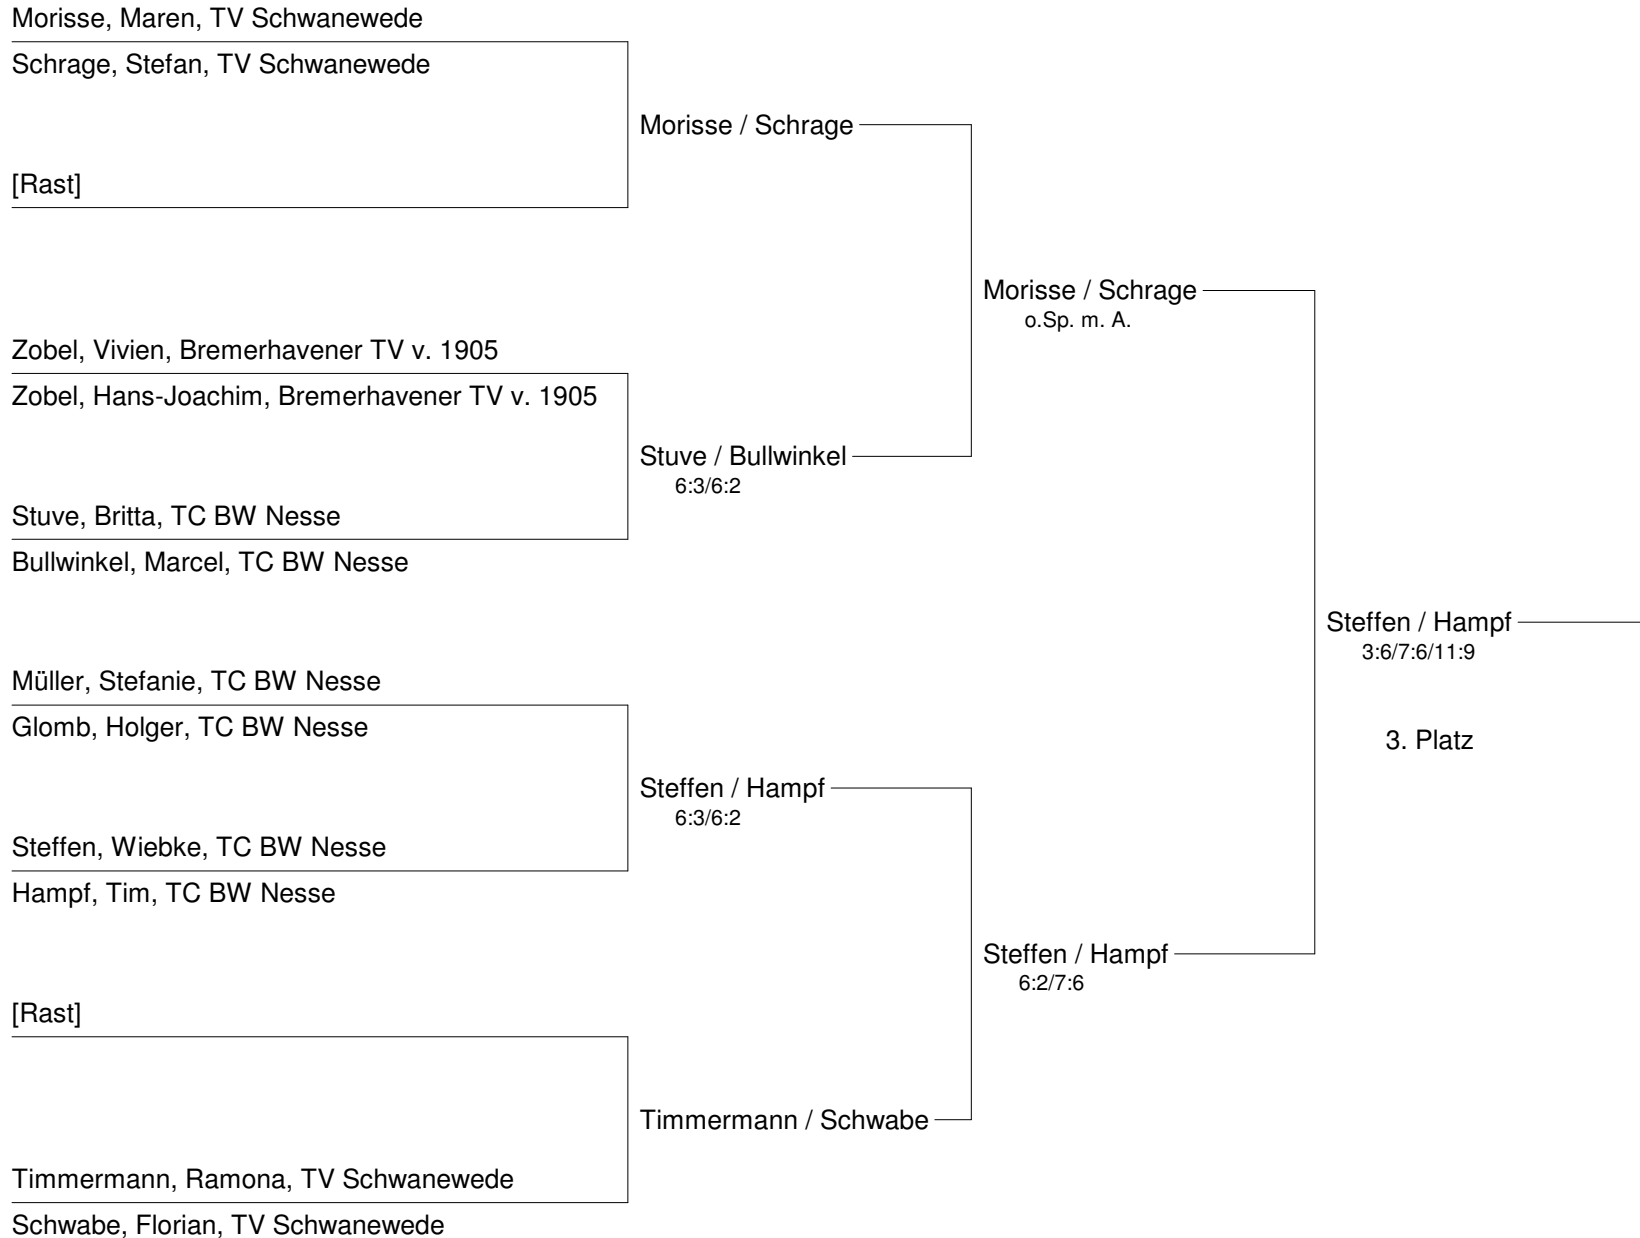 Morisse, Maren, TV Schwanewede
Schrage, Stefan, TV Schwanewede
Morisse / Schrage
[Rast]
Morisse / Schrage
o.Sp. m. A.
Zobel, Vivien, Bremerhavener TV v. 1905
Zobel, Hans-Joachim, Bremerhavener TV v. 1905
Stuve / Bullwinkel
6:3/6:2
Stuve, Britta, TC BW Nesse
Bullwinkel, Marcel, TC BW Nesse
Steffen / Hampf
3:6/7:6/11:9
Müller, Stefanie, TC BW Nesse
Glomb, Holger, TC BW Nesse
3. Platz
Steffen / Hampf
6:3/6:2
Steffen, Wiebke, TC BW Nesse
Hampf, Tim, TC BW Nesse
Steffen / Hampf
6:2/7:6
[Rast]
Timmermann / Schwabe
Timmermann, Ramona, TV Schwanewede
Schwabe, Florian, TV Schwanewede